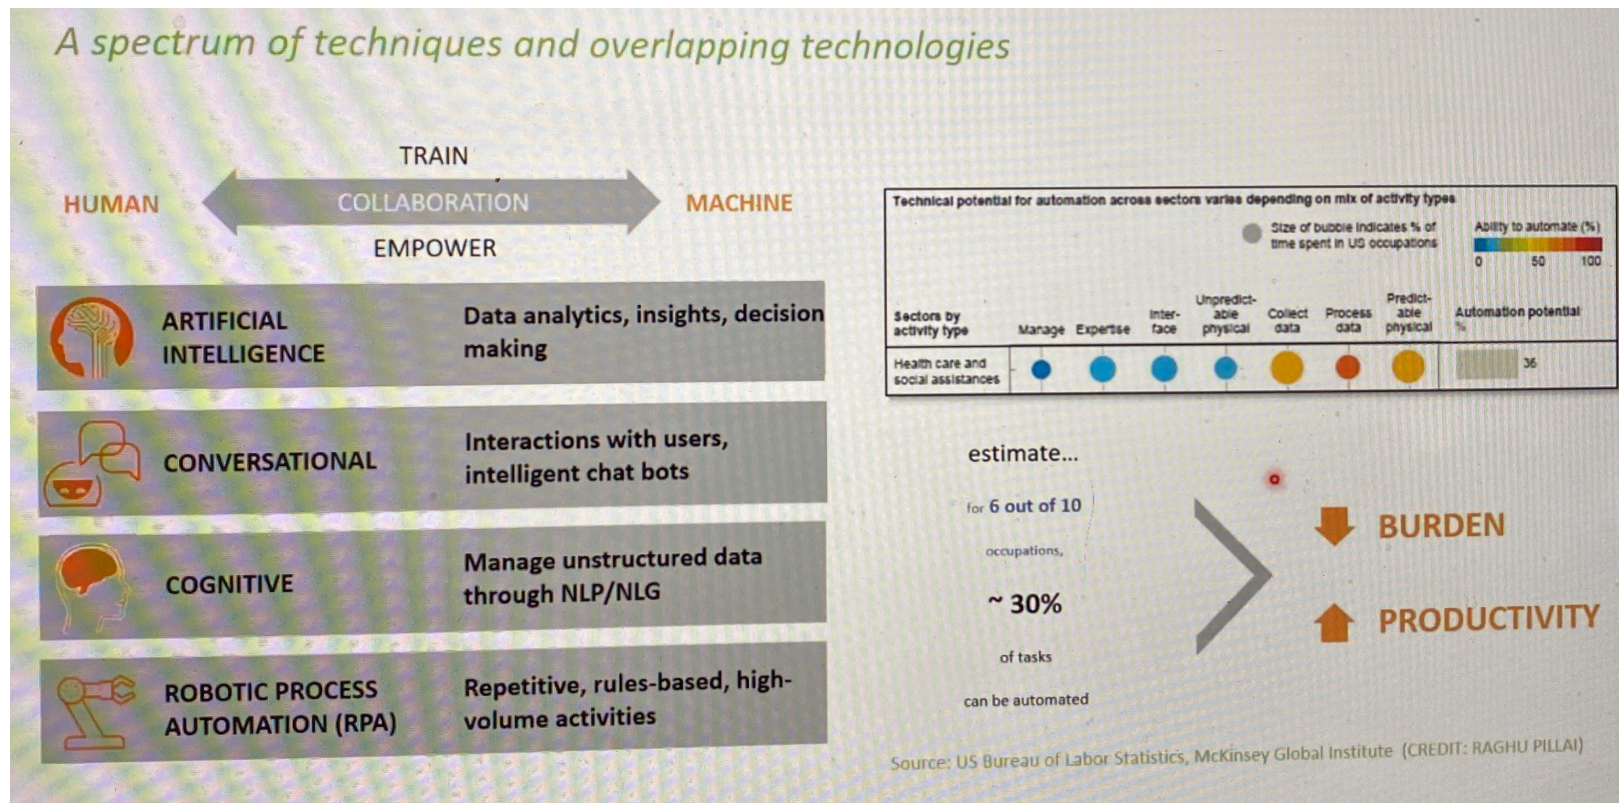 A spectrum of techniques and overlapping technologies
TRAIN
HUMAN
COLLABORATION
MACHINE
EMPOWER
ARTIFICIAL
INTELLIGENCE
Data analytics, insights, decision
making
CONVERSATIONAL
Interactions with users,
intelligent chat bots
COGNITIVE
Manage unstructured data
through NLP/NLG
ROBOTIC PROCESS
AUTOMATION (RPA)
Repetitive, rules-based, high-
volume activities
Technical potential for automation across sectors varies depending on mix of activity types
Size of bubble indicates % of
time spent in US occupations
Ability to automate (%)
0 50 100
Sectors by
activity type
Manage
Expertise
Inter-
face
Unpredict-
able
physical
Collect
data
Process
data
Predict-
able
physical
Automation potential
%
Health care and
social assistances
36
estimate...
for 6 out of 10
occupations,
~ 30%
of tasks
can be automated
BURDEN
PRODUCTIVITY
Source: US Bureau of Labor Statistics, McKinsey Global Institute (CREDIT: RAGHU PILLAI)